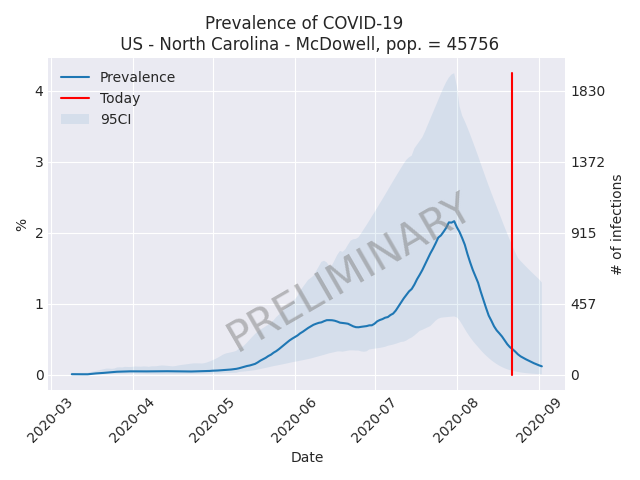 Prevalence of COVID-19
US - North Carolina - McDowell, pop. = 45756
Prevalence
Today
95CI
4
3
2
1
0
%
1830
1372
915
457
0
# of infections
PRELIMINARY
2020-03
2020-04
2020-05
2020-06
2020-07
2020-08
2020-09
Date